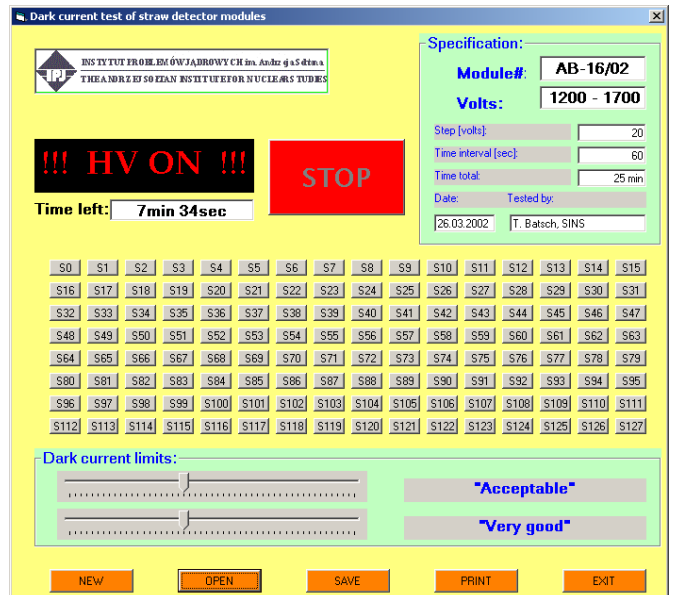 Dark current test of straw detector modules
INSTYTUT PROBLEMÓW JĄDROWYCH im. Andrzeja Sołtana
THE ANDRZEJ SOŁTAN INSTITUTE FOR NUCLEAR STUDIES
IPJ
Specification:
Module#: AB-16/02
Volts: 1200 - 1700
Step [volts]: 20
Time interval [sec]: 60
Time total: 25 min
Date: Tested by:
26.03.2002 T. Batsch, SINS
!!! HV ON !!!
STOP
Time left: 7min 34sec
S0 S1 S2 S3 S4 S5 S6 S7 S8 S9 S10 S11 S12 S13 S14 S15
S16 S17 S18 S19 S20 S21 S22 S23 S24 S25 S26 S27 S28 S29 S30 S31
S32 S33 S34 S35 S36 S37 S38 S39 S40 S41 S42 S43 S44 S45 S46 S47
S48 S49 S50 S51 S52 S53 S54 S55 S56 S57 S58 S59 S60 S61 S62 S63
S64 S65 S66 S67 S68 S69 S70 S71 S72 S73 S74 S75 S76 S77 S78 S79
S80 S81 S82 S83 S84 S85 S86 S87 S88 S89 S90 S91 S92 S93 S94 S95
S96 S97 S98 S99 S100 S101 S102 S103 S104 S105 S106 S107 S108 S109 S110 S111
S112 S113 S114 S115 S116 S117 S118 S119 S120 S121 S122 S123 S124 S125 S126 S127
Dark current limits:
"Acceptable"
"Very good"
NEW OPEN SAVE PRINT EXIT